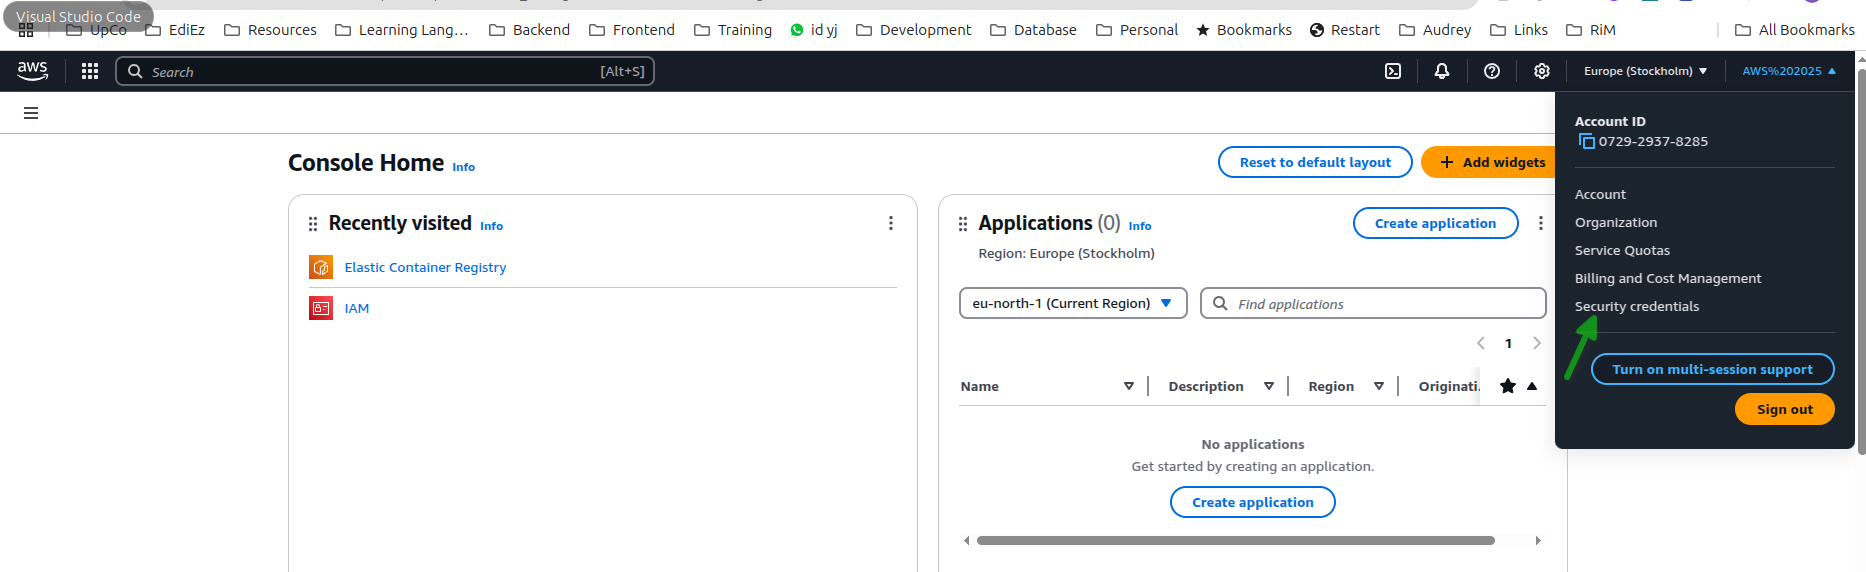 Visual Studio Code
UpCo EdiEz Resources Learning Lang... Backend Frontend Training id yj Development Database Personal Bookmarks Restart Audrey Links RiM All Bookmarks
aws Search [Alt+S] Europe (Stockholm) AWS%202025
Account ID
0729-2937-8285
Account
Organization
Service Quotas
Billing and Cost Management
Security credentials
Turn on multi-session support
Sign out
Console Home Info
Reset to default layout
+ Add widgets
Recently visited Info
Elastic Container Registry
IAM
Applications (0) Info
Create application
Region: Europe (Stockholm)
eu-north-1 (Current Region)
Find applications
1
Name Description Region Originati.
No applications
Get started by creating an application.
Create application